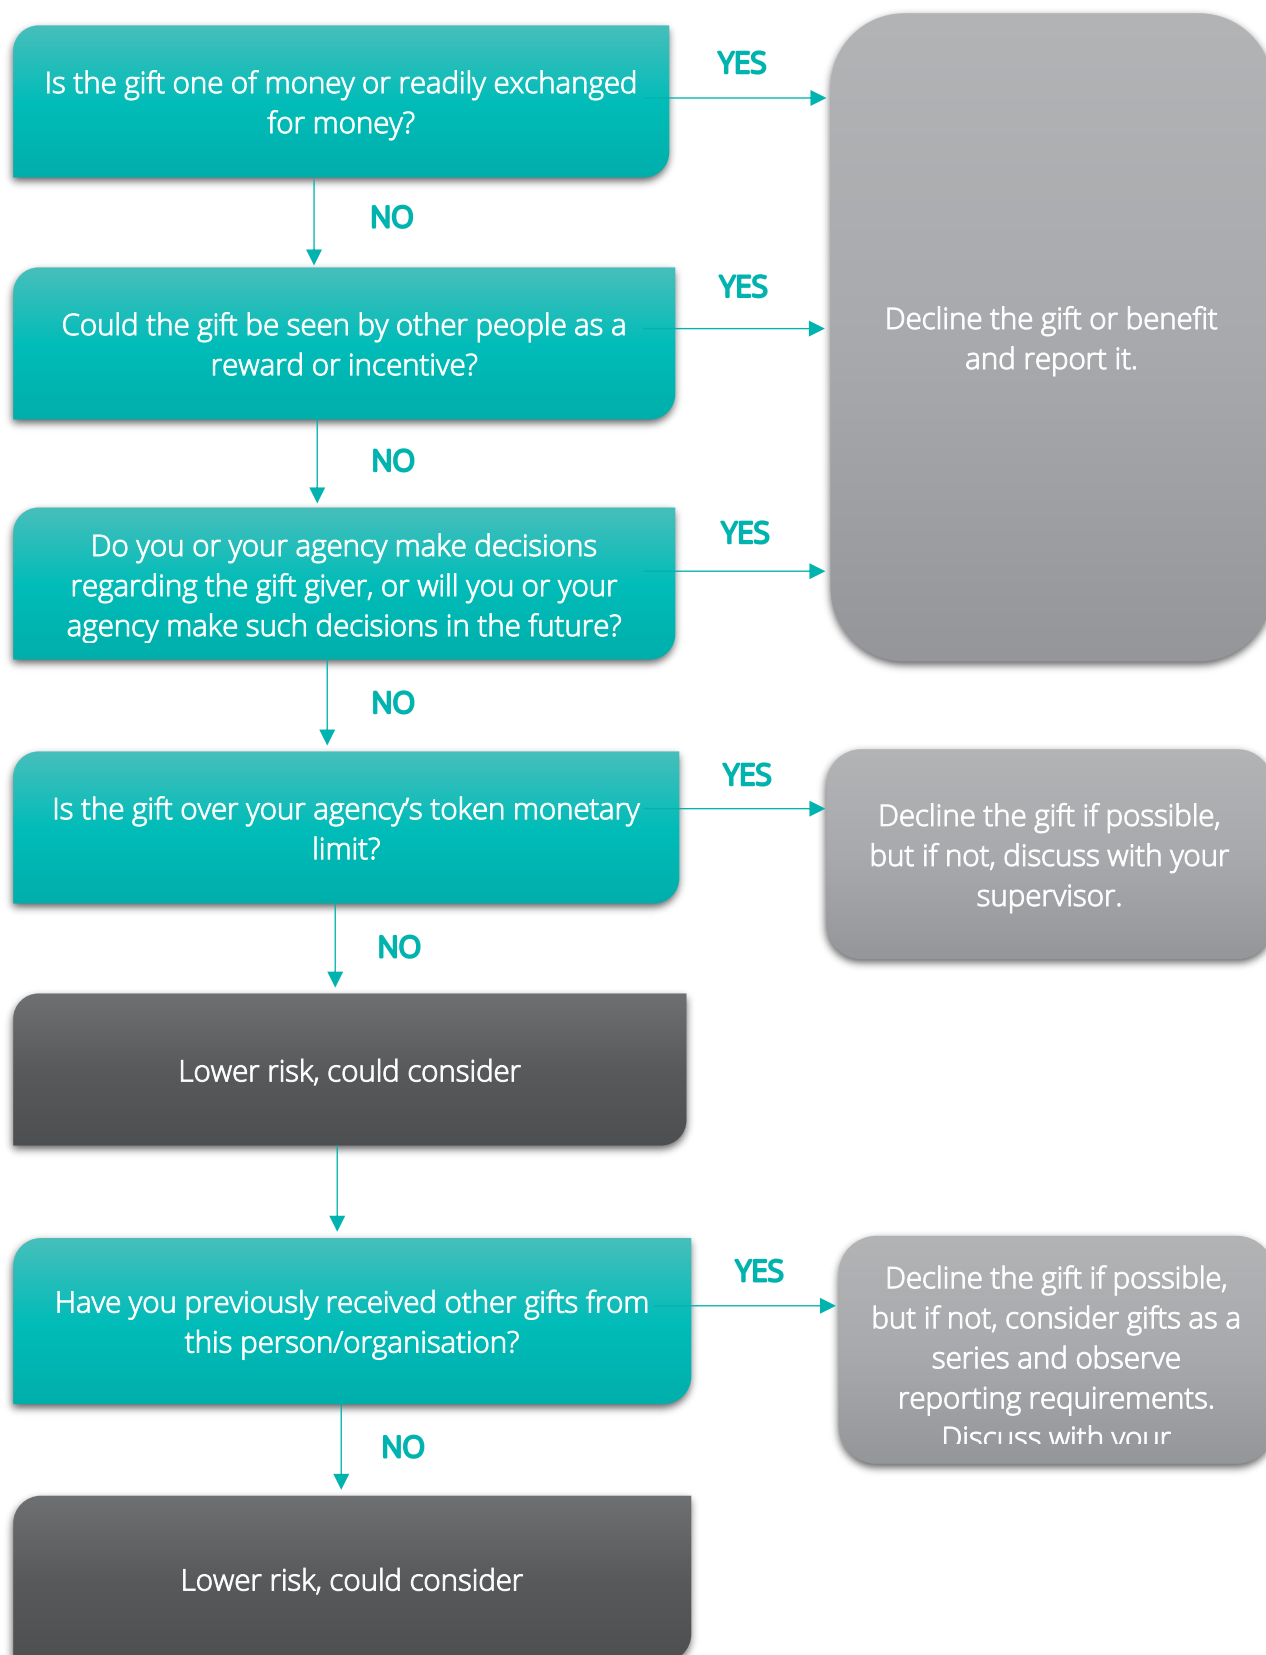 Is the gift one of money or readily exchanged
for money?
YES
NO
Could the gift be seen by other people as a
reward or incentive?
YES
Decline the gift or benefit
and report it.
NO
Do you or your agency make decisions
regarding the gift giver, or will you or your
agency make such decisions in the future?
YES
NO
Is the gift over your agency’s token monetary
limit?
YES
Decline the gift if possible,
but if not, discuss with your
supervisor.
NO
Lower risk, could consider
Have you previously received other gifts from
this person/organisation?
YES
Decline the gift if possible,
but if not, consider gifts as a
series and observe
reporting requirements.
Discuss with your
NO
Lower risk, could consider